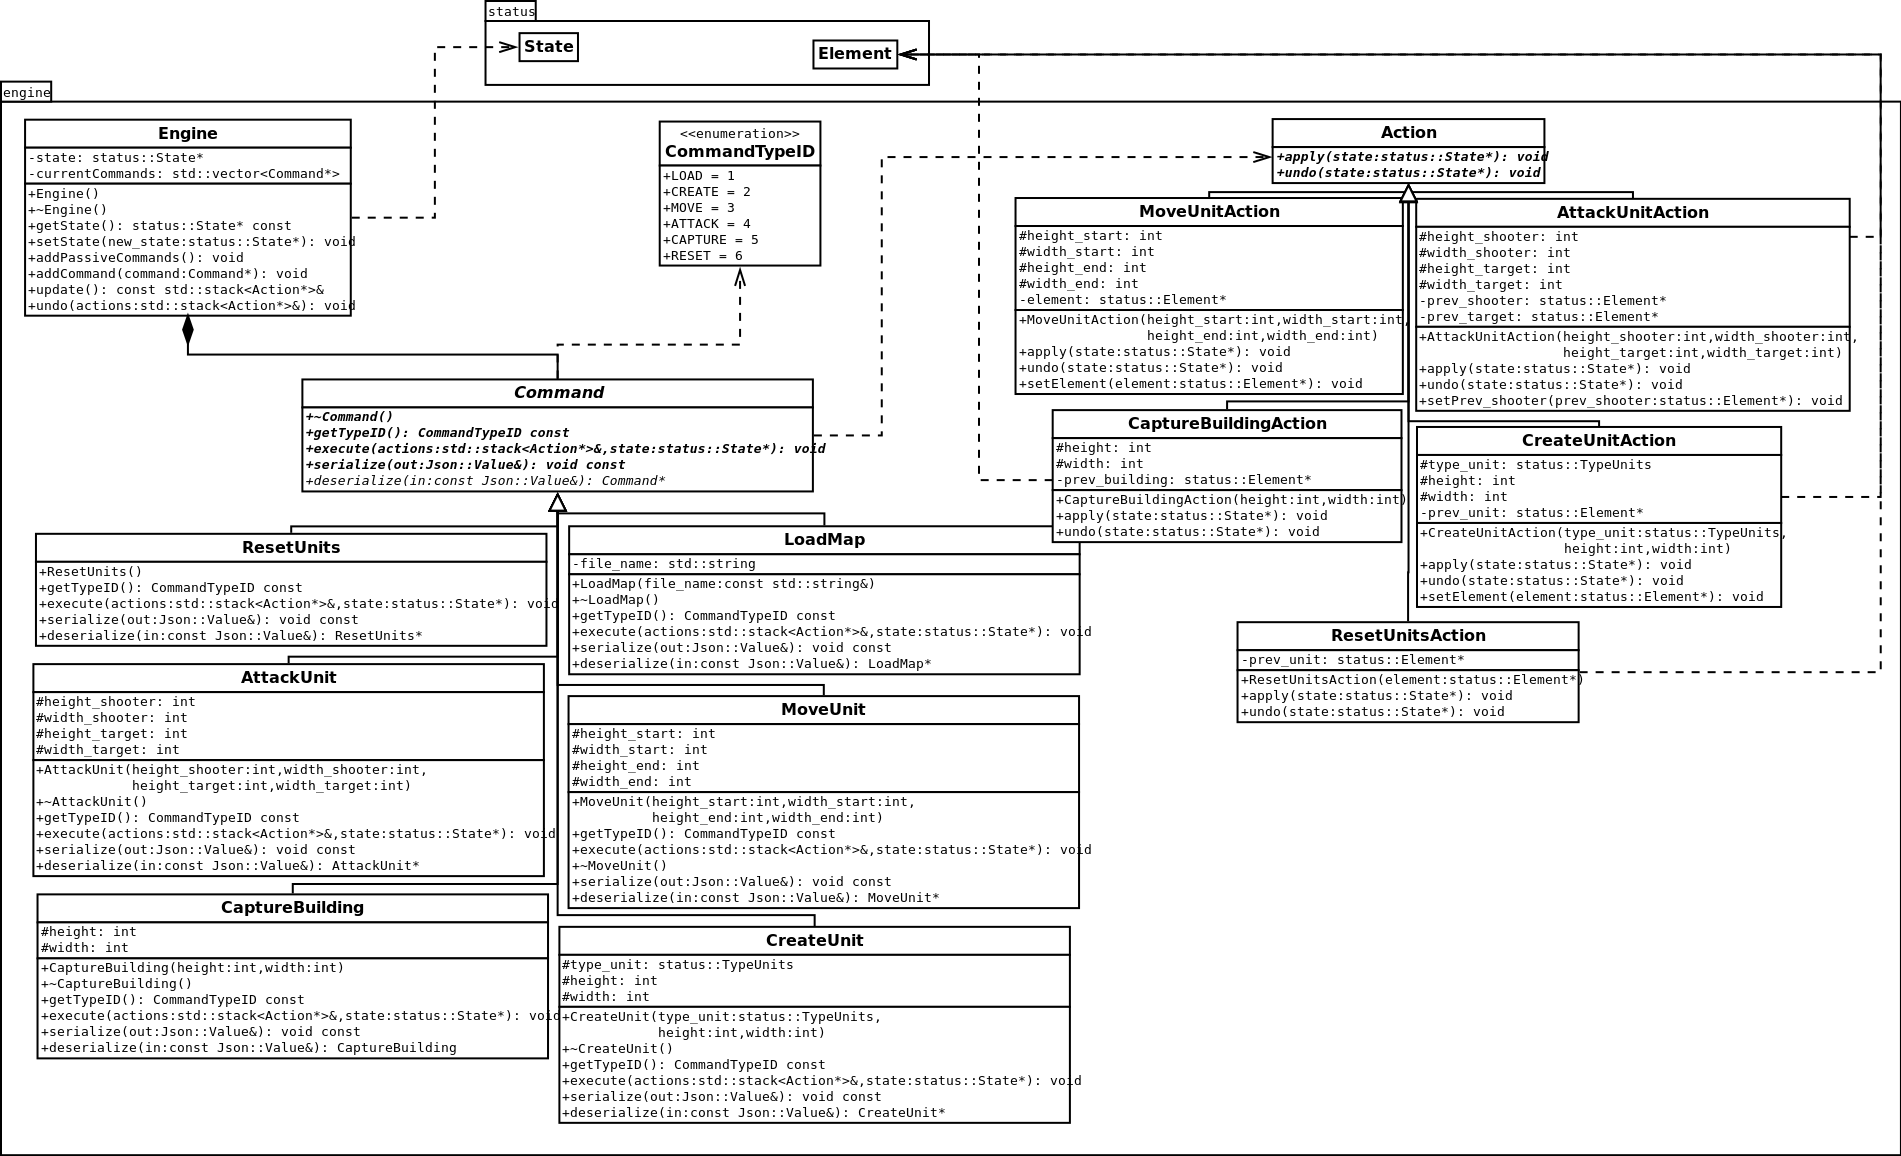 status
State
Element
engine
Engine
-state: status::State*
-currentCommands: std::vector<Command*>
+Engine()
+~Engine()
+getState(): status::State* const
+setState(new_state:status::State*): void
+addPassiveCommands(): void
+addCommand(command:Command*): void
+update(): const std::stack<Action*>&
+undo(actions:std::stack<Action*>&): void
<<enumeration>>
CommandTypeID
+LOAD = 1
+CREATE = 2
+MOVE = 3
+ATTACK = 4
+CAPTURE = 5
+RESET = 6
Action
+apply(state:status::State*): void
+undo(state:status::State*): void
MoveUnitAction
#height_start: int
#width_start: int
#height_end: int
#width_end: int
-element: status::Element*
+MoveUnitAction(height_start:int,width_start:int,
height_end:int,width_end:int)
+apply(state:status::State*): void
+undo(state:status::State*): void
+setElement(element:status::Element*): void
AttackUnitAction
#height_shooter: int
#width_shooter: int
#height_target: int
#width_target: int
-prev_shooter: status::Element*
-prev_target: status::Element*
+AttackUnitAction(height_shooter:int,width_shooter:int,
height_target:int,width_target:int)
+apply(state:status::State*): void
+undo(state:status::State*): void
+setPrev_shooter(prev_shooter:status::Element*): void
Command
+~Command()
+getTypeID(): CommandTypeID const
+execute(actions:std::stack<Action*>&,state:status::State*): void
+serialize(out:Json::Value&): void const
+deserialize(in:const Json::Value&): Command*
CaptureBuildingAction
#height: int
#width: int
-prev_building: status::Element*
+CaptureBuildingAction(height:int,width:int)
+apply(state:status::State*): void
+undo(state:status::State*): void
CreateUnitAction
#type_unit: status::TypeUnits
#height: int
#width: int
-prev_unit: status::Element*
+CreateUnitAction(type_unit:status::TypeUnits,
height:int,width:int)
+apply(state:status::State*): void
+undo(state:status::State*): void
+setElement(element:status::Element*): void
ResetUnits
+ResetUnits()
+getTypeID(): CommandTypeID const
+execute(actions:std::stack<Action*>&,state:status::State*): void
+serialize(out:Json::Value&): void const
+deserialize(in:const Json::Value&): ResetUnits*
LoadMap
-file_name: std::string
+LoadMap(file_name:const std::string&)
+~LoadMap()
+getTypeID(): CommandTypeID const
+execute(actions:std::stack<Action*>&,state:status::State*): void
+serialize(out:Json::Value&): void const
+deserialize(in:const Json::Value&): LoadMap*
ResetUnitsAction
-prev_unit: status::Element*
+ResetUnitsAction(element:status::Element*)
+apply(state:status::State*): void
+undo(state:status::State*): void
AttackUnit
#height_shooter: int
#width_shooter: int
#height_target: int
#width_target: int
+AttackUnit(height_shooter:int,width_shooter:int,
height_target:int,width_target:int)
+~AttackUnit()
+getTypeID(): CommandTypeID const
+execute(actions:std::stack<Action*>&,state:status::State*): void
+serialize(out:Json::Value&): void const
+deserialize(in:const Json::Value&): AttackUnit*
MoveUnit
#height_start: int
#width_start: int
#height_end: int
#width_end: int
+MoveUnit(height_start:int,width_start:int,
height_end:int,width_end:int)
+getTypeID(): CommandTypeID const
+execute(actions:std::stack<Action*>&,state:status::State*): void
+~MoveUnit()
+serialize(out:Json::Value&): void const
+deserialize(in:const Json::Value&): MoveUnit*
CaptureBuilding
#height: int
#width: int
+CaptureBuilding(height:int,width:int)
+~CaptureBuilding()
+getTypeID(): CommandTypeID const
+execute(actions:std::stack<Action*>&,state:status::State*): void
+serialize(out:Json::Value&): void const
+deserialize(in:const Json::Value&): CaptureBuilding
CreateUnit
#type_unit: status::TypeUnits
#height: int
#width: int
+CreateUnit(type_unit:status::TypeUnits,
height:int,width:int)
+~CreateUnit()
+getTypeID(): CommandTypeID const
+execute(actions:std::stack<Action*>&,state:status::State*): void
+serialize(out:Json::Value&): void const
+deserialize(in:const Json::Value&): CreateUnit*